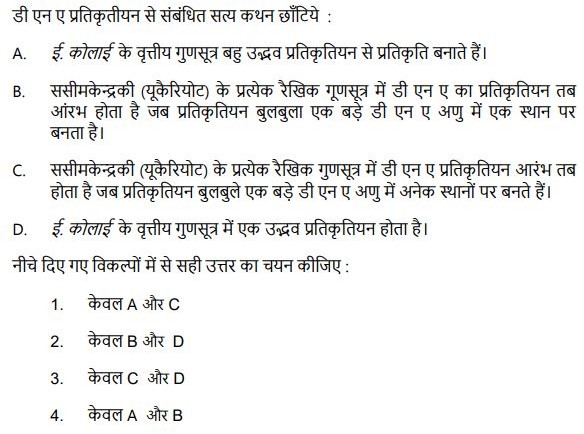 डी एन ए प्रतिकृतीयन से संबंधित सत्य कथन छाँटिये :
A. ई. कोलाई के वृत्तीय गुणसूत्र बहु उद्भव प्रतिकृतियन से प्रतिकृति बनाते हैं।
B. ससीमकेन्द्रकी (यूकैरियोट) के प्रत्येक रैखिक गूणसूत्र में डी एन ए का प्रतिकृतियन तब
आंरभ होता है जब प्रतिकृतियन बुलबुला एक बड़े डी एन ए अणु में एक स्थान पर
बनता है।
C. ससीमकेन्द्रकी (यूकैरियोट) के प्रत्येक रैखिक गुणसूत्र में डी एन ए प्रतिकृतियन आरंभ तब
होता है जब प्रतिकृतियन बुलबुले एक बड़े डी एन ए अणु में अनेक स्थानों पर बनते हैं।
D. ई. कोलाई के वृत्तीय गुणसूत्र में एक उद्भव प्रतिकृतियन होता है।
नीचे दिए गए विकल्पों में से सही उत्तर का चयन कीजिए :
1. केवल A और C
2. केवल B और D
3. केवल C और D
4. केवल A और B